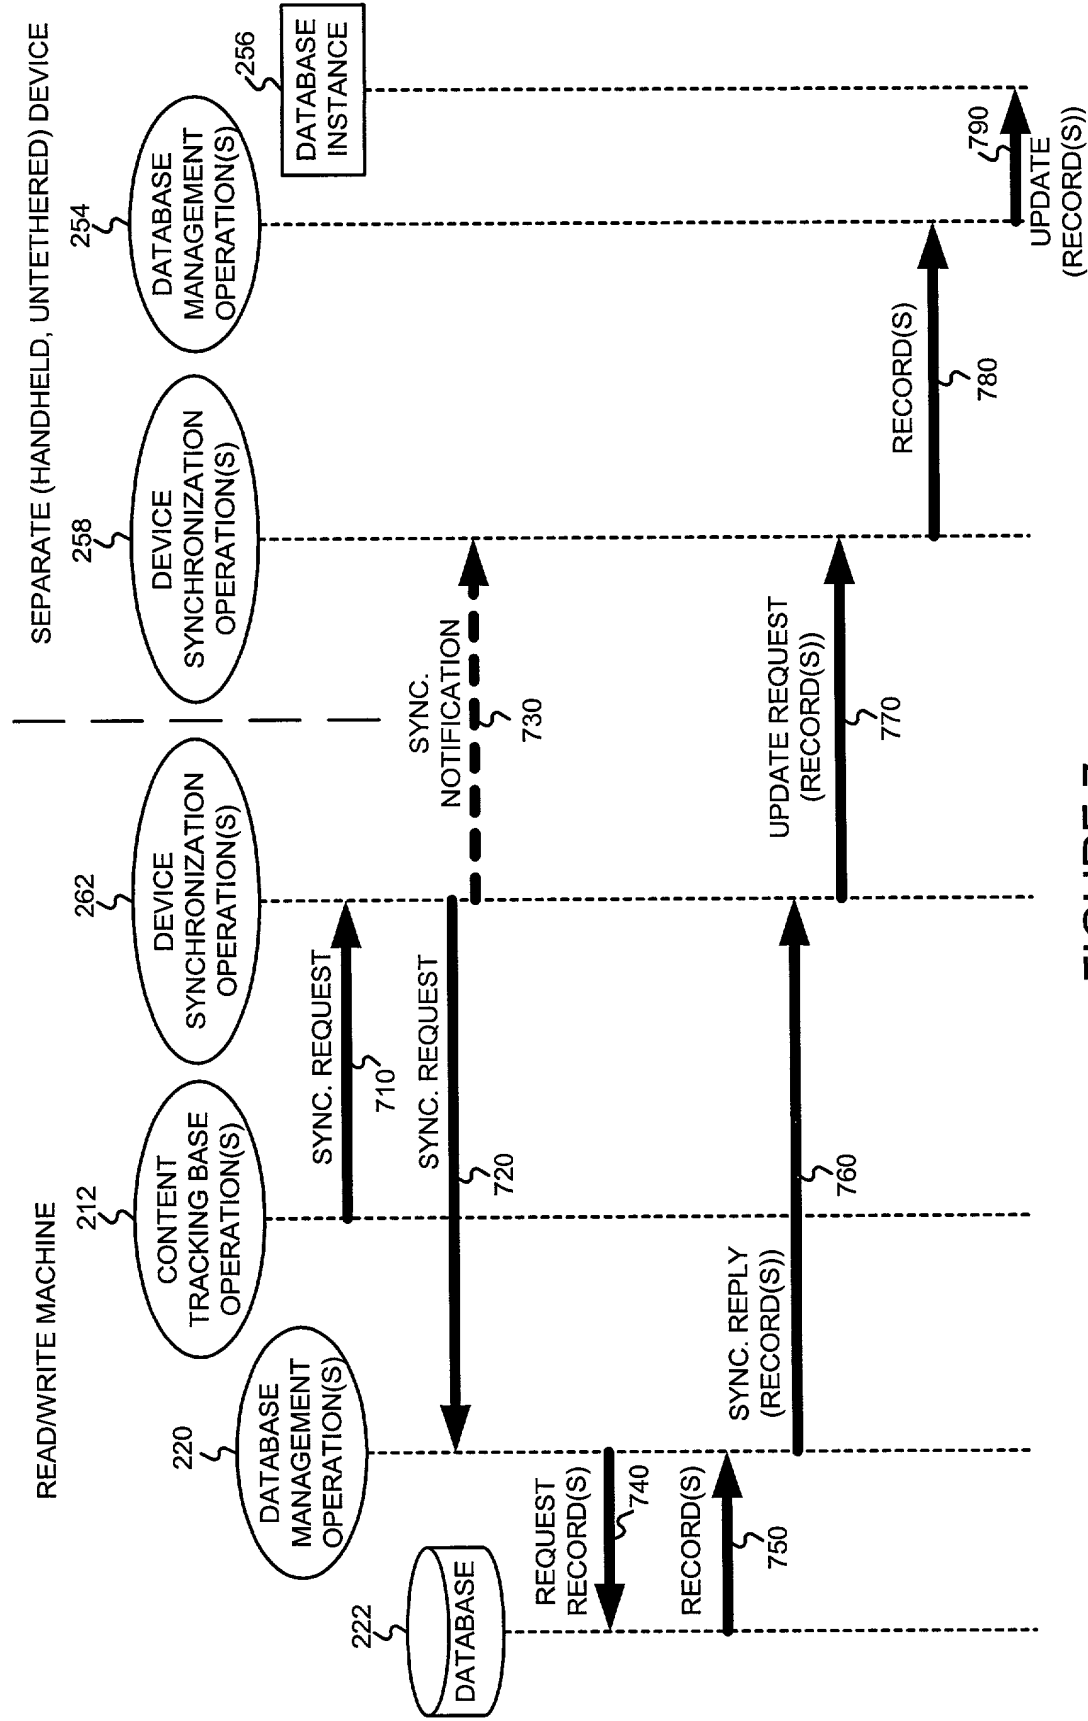 READ/WRITE MACHINE
SEPARATE (HANDHELD, UNTETHERED) DEVICE
222
DATABASE
220
DATABASE
MANAGEMENT
OPERATION(S)
212
CONTENT
TRACKING BASE
OPERATION(S)
262
DEVICE
SYNCHRONIZATION
OPERATION(S)
258
DEVICE
SYNCHRONIZATION
OPERATION(S)
254
DATABASE
MANAGEMENT
OPERATION(S)
256
DATABASE
INSTANCE
SYNC. REQUEST
710
SYNC. REQUEST
720
SYNC.
NOTIFICATION
730
REQUEST
RECORD(S)
740
RECORD(S)
750
SYNC. REPLY
(RECORD(S))
760
UPDATE REQUEST
(RECORD(S))
770
RECORD(S)
780
790
UPDATE
(RECORD(S))
FIGURE 7